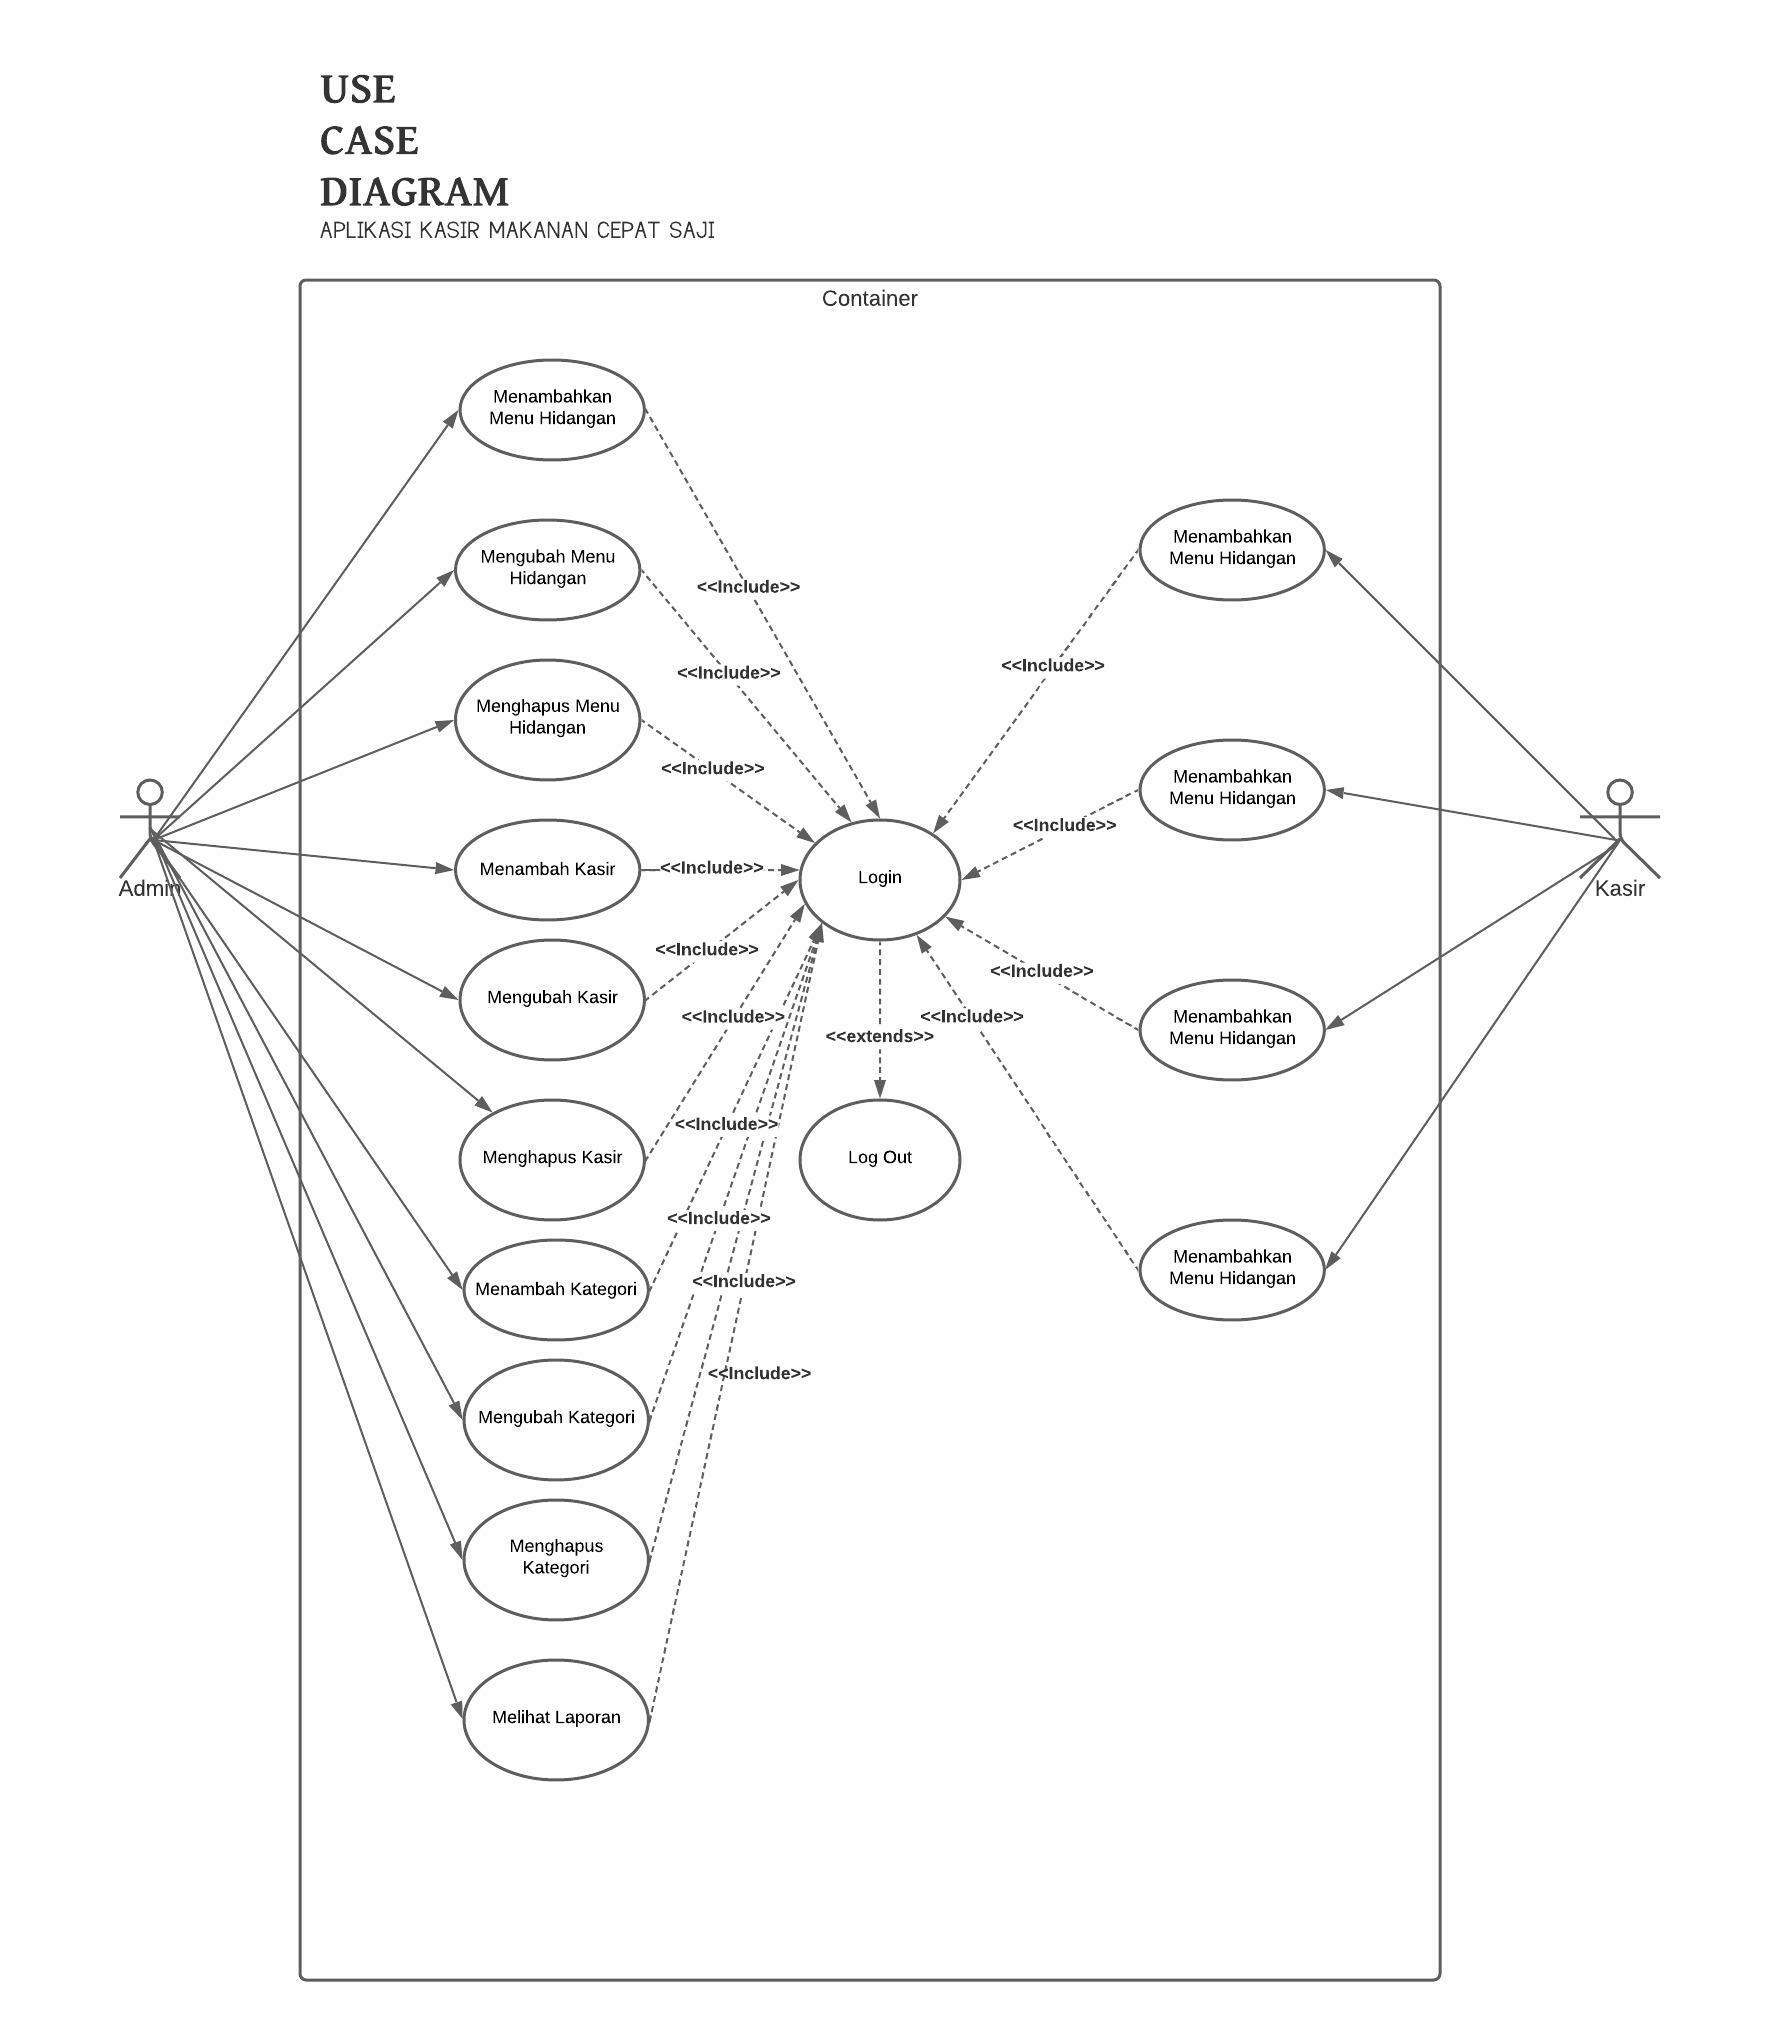 USE
CASE
DIAGRAM
APLIKASI KASIR MAKANAN CEPAT SAJI
Container
Menambahkan
Menu Hidangan
Mengubah Menu
Hidangan
Menghapus Menu
Hidangan
Menambah Kasir
Mengubah Kasir
Menghapus Kasir
Menambah Kategori
Mengubah Kategori
Menghapus
Kategori
Melihat Laporan
Admin
<<Include>>
<<Include>>
<<Include>>
<<Include>>
<<Include>>
<<Include>>
<<Include>>
<<Include>>
<<Include>>
<<Include>>
Login
<<extends>>
Log Out
<<Include>>
<<Include>>
<<Include>>
<<Include>>
Menambahkan
Menu Hidangan
Menambahkan
Menu Hidangan
Menambahkan
Menu Hidangan
Menambahkan
Menu Hidangan
Kasir